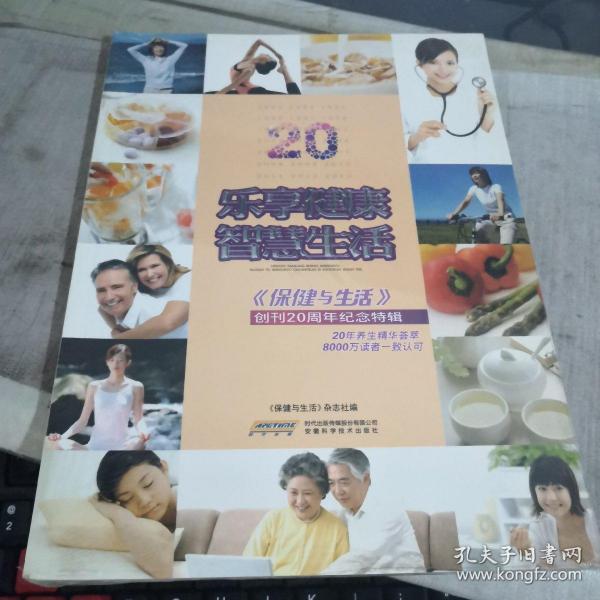 20
乐享健康
智慧生活
《保健与生活》
创刊20周年纪念特辑
20年养生精华荟萃
8000万读者一致认可
《保健与生活》杂志社编
时代出版传媒股份有限公司
安徽科学技术出版社
@
2
孔夫子旧书网
www.kongfz.com